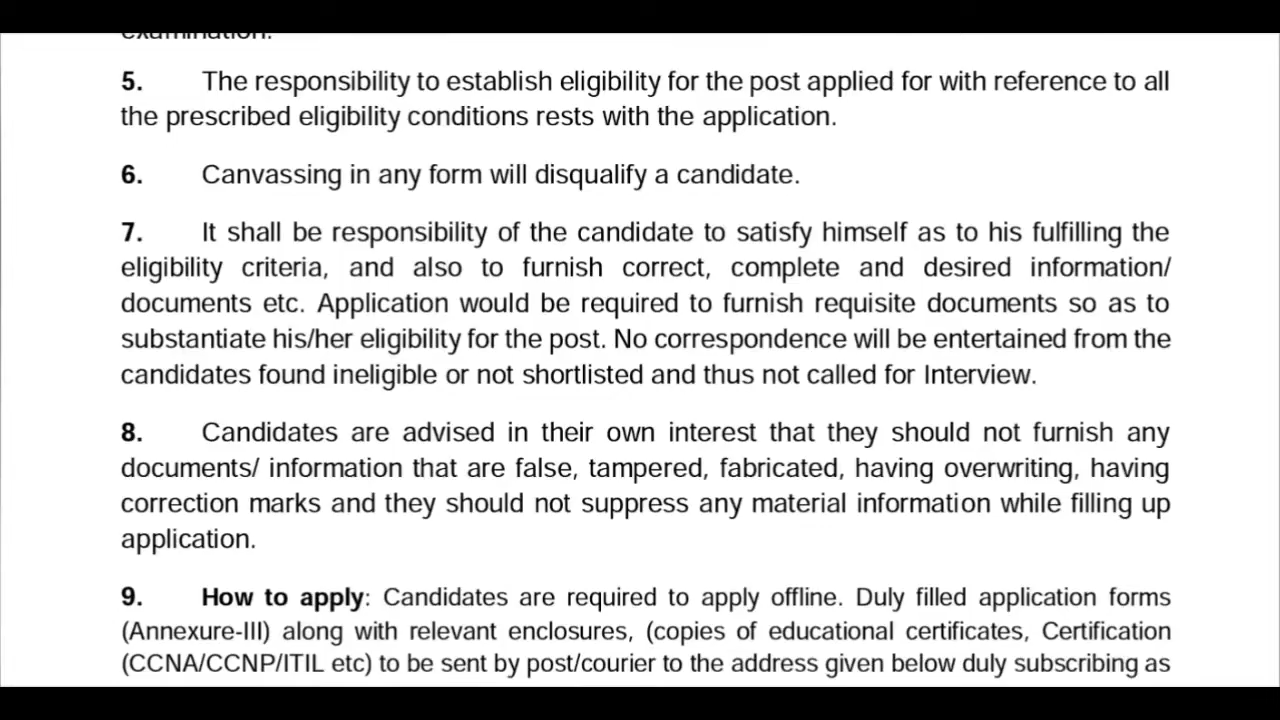 examination.
5. The responsibility to establish eligibility for the post applied for with reference to all
the prescribed eligibility conditions rests with the application.
6. Canvassing in any form will disqualify a candidate.
7. It shall be responsibility of the candidate to satisfy himself as to his fulfilling the
eligibility criteria, and also to furnish correct, complete and desired information/
documents etc. Application would be required to furnish requisite documents so as to
substantiate his/her eligibility for the post. No correspondence will be entertained from the
candidates found ineligible or not shortlisted and thus not called for Interview.
8. Candidates are advised in their own interest that they should not furnish any
documents/ information that are false, tampered, fabricated, having overwriting, having
correction marks and they should not suppress any material information while filling up
application.
9. How to apply: Candidates are required to apply offline. Duly filled application forms
(Annexure-III) along with relevant enclosures, (copies of educational certificates, Certification
(CCNA/CCNP/ITIL etc) to be sent by post/courier to the address given below duly subscribing as